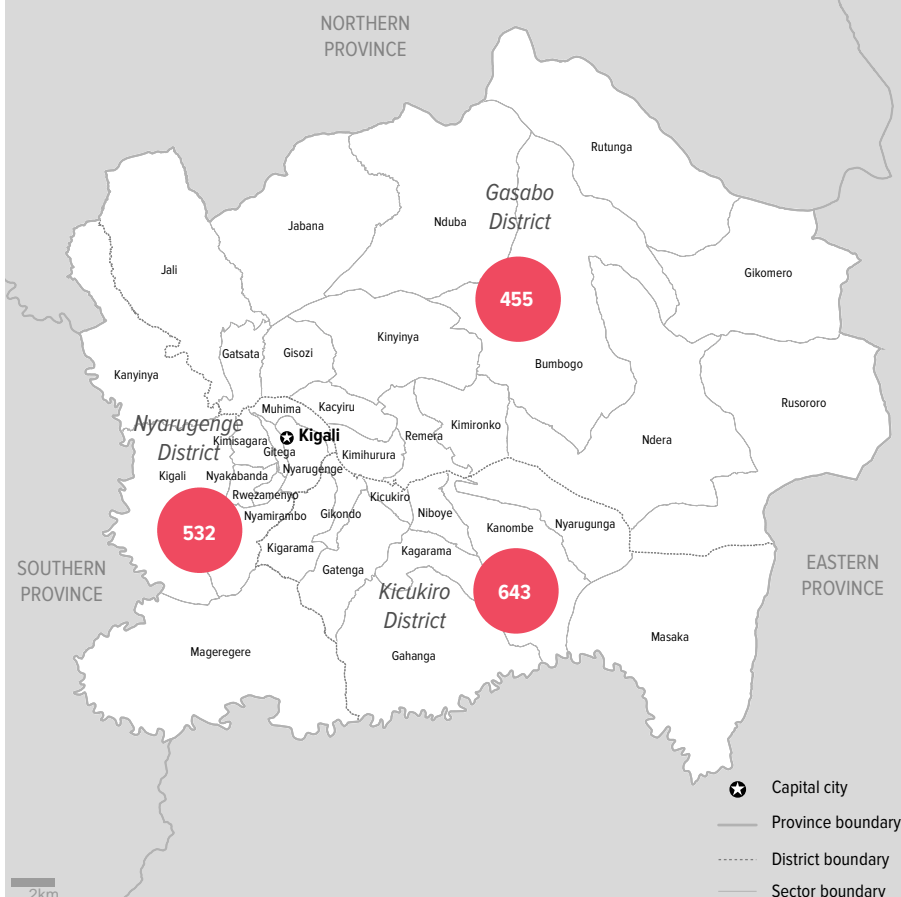 NORTHERN
PROVINCE
Rutunga
Gasabo
District
Nduba
Jabana
Jali
Gikomero
455
Kinyinya
Gatsata
Gisozi
Bumbogo
Kanyinya
Rusororo
Muhima
Kacyiru
Nyarugenge
District
Kimisagara
Kigali
Remera
Kimironko
Ndera
Gitega
Kimihurura
Kigali
Nyakabanda
Nyarugenge
Rwezamenyo
Kicukiro
Nyamirambo
Gikondo
Niboye
Kanombe
Nyarugunga
532
Kigarama
Kagarama
Gatenga
SOUTHERN
PROVINCE
EASTERN
PROVINCE
Kicukiro
District
643
Masaka
Mageregere
Gahanga
Capital city
Province boundary
District boundary
Sector boundary
2km